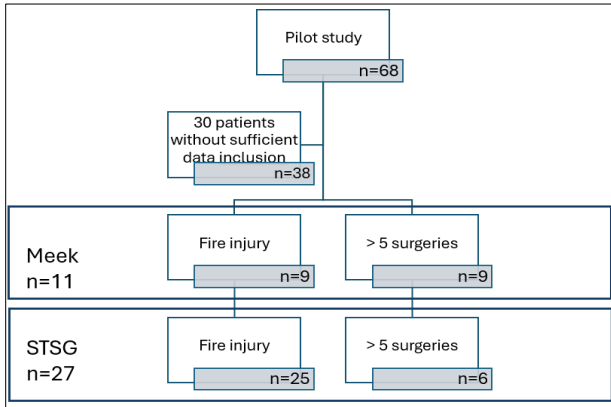 Pilot study
n=68
30 patients
without sufficient
data inclusion
n=38
Meek
n=11
Fire injury
n=9
> 5 surgeries
n=9
STSG
n=27
Fire injury
n=25
> 5 surgeries
n=6